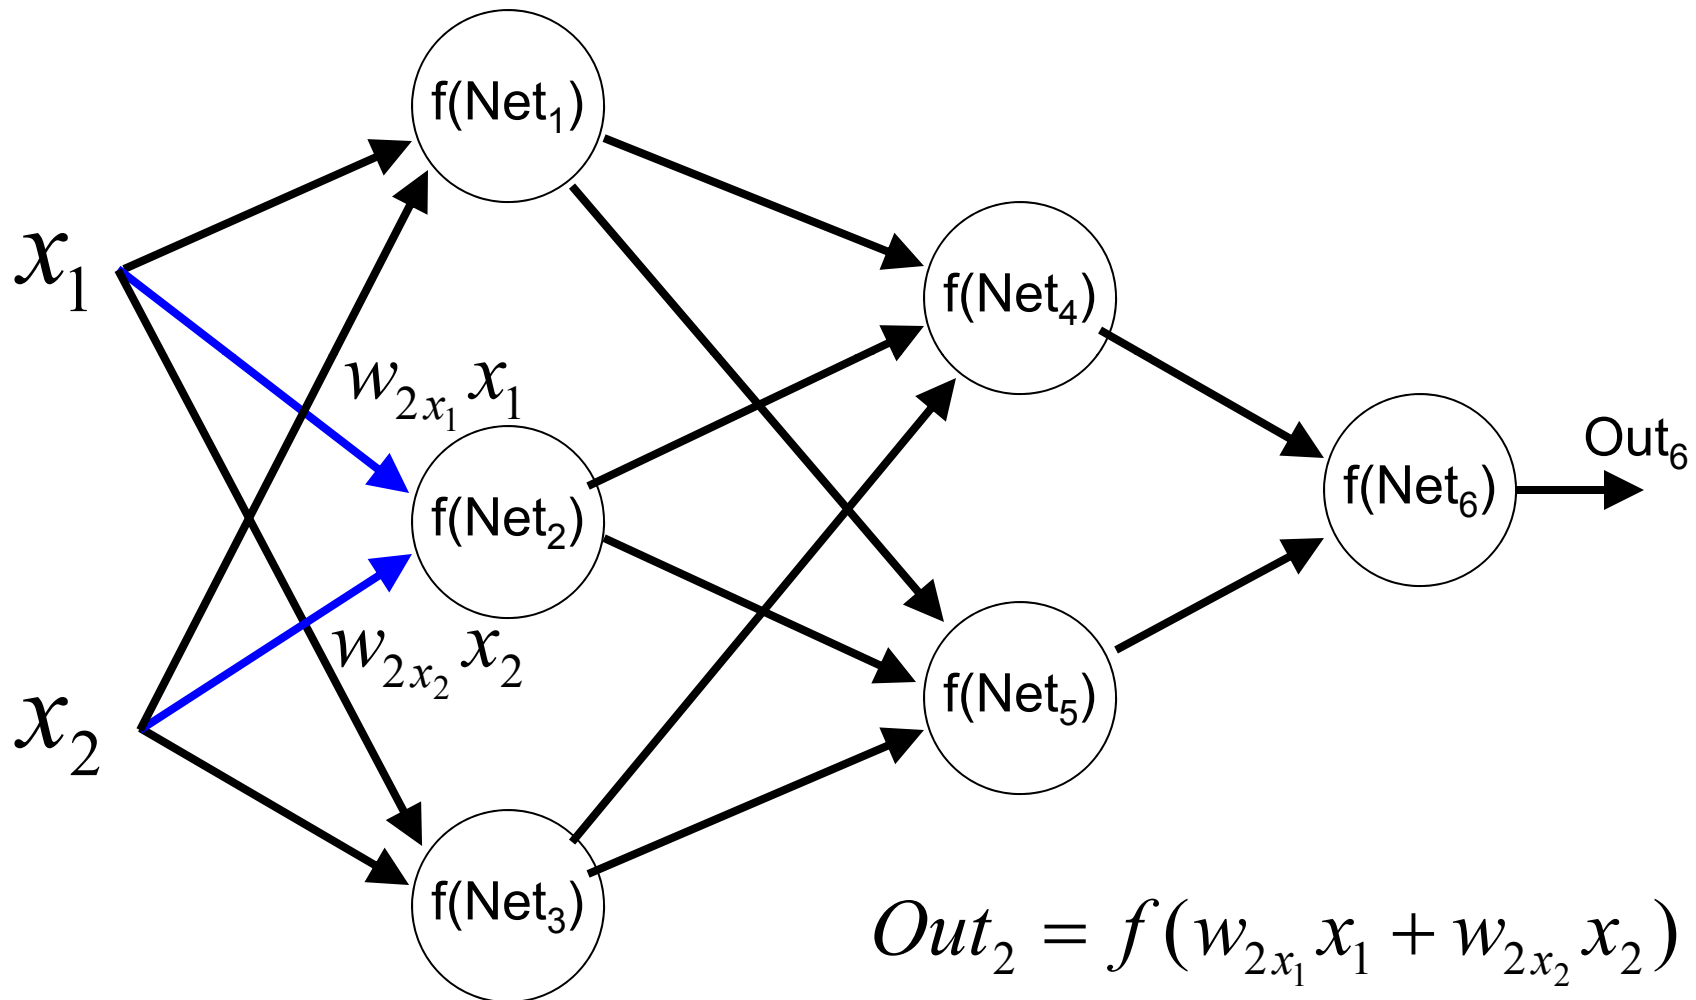 f(Net₁)
x₁
f(Net₄)
w₂ₓ₁ x₁
Out₆
f(Net₂)
f(Net₆)
w₂ₓ₂ x₂
x₂
f(Net₅)
f(Net₃)
Out₂ = f(w₂ₓ₁ x₁ + w₂ₓ₂ x₂)